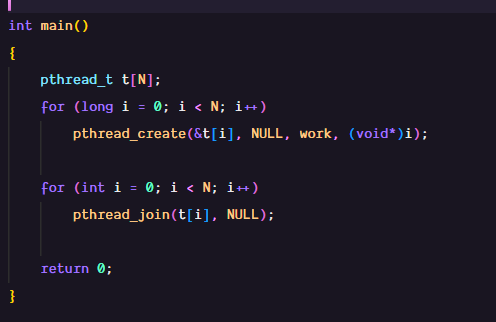 int main()
{
    pthread_t t[N];
    for (long i = 0; i < N; i++)
        pthread_create(&t[i], NULL, work, (void*)i);
    for (int i = 0; i < N; i++)
        pthread_join(t[i], NULL);
    return 0;
}